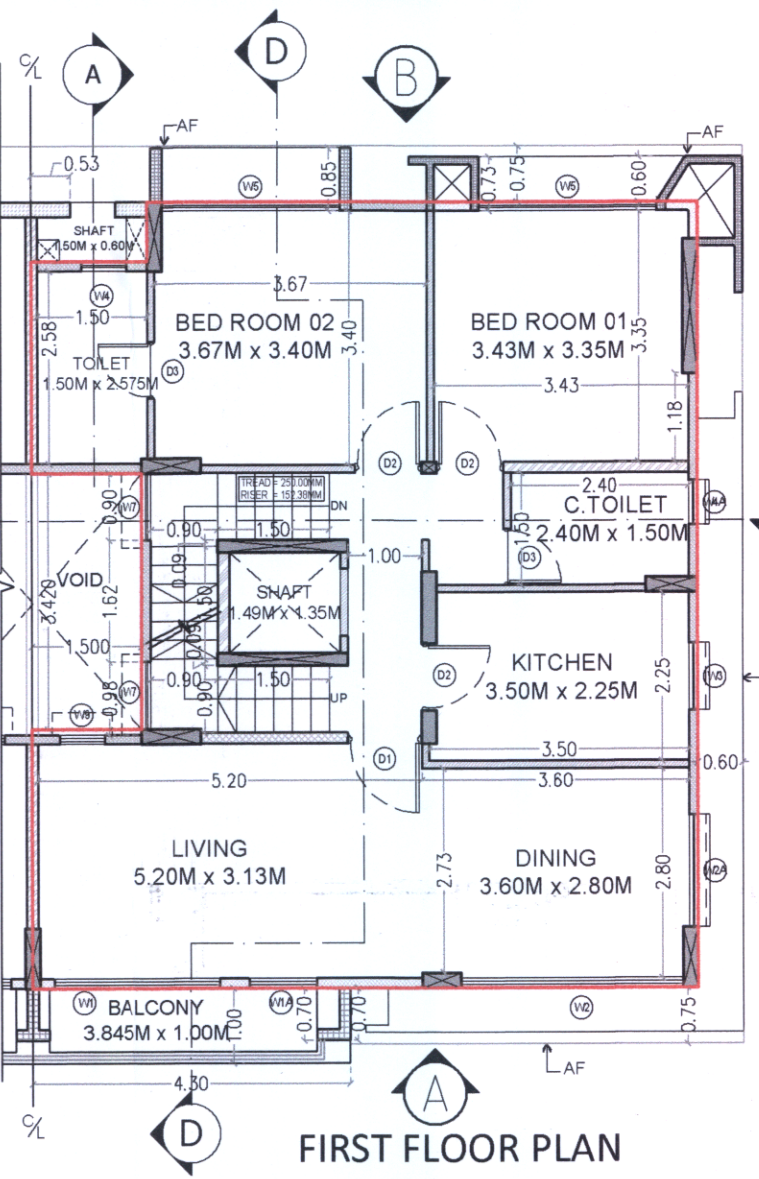 C/L
A
D
B
AF
AF
0.53
0.85
0.73
0.75
0.60
W5
W5
SHAFT
1.50M x 0.60M
W4
1.50
2.58
TOILET
1.50M x 2.575M
D3
3.67
BED ROOM 02
3.67M x 3.40M
3.40
BED ROOM 01
3.43M x 3.35M
3.35
3.43
1.18
D2
D2
TREAD = 250.00MM
RISER = 152.38MM
DN
0.90
W7
0.90
1.50
2.40
C.TOILET
2.40M x 1.50M
1.50
W4A
D3
1.00
VOID
3.420
1.62
1.500
0.90
SHAFT
1.49M x 1.35M
KITCHEN
3.50M x 2.25M
2.25
W3
D2
0.98
W7
0.90
0.90
1.50
UP
3.50
D1
0.60
5.20
3.60
LIVING
5.20M x 3.13M
2.73
DINING
3.60M x 2.80M
2.80
W2A
W1
BALCONY
3.845M x 1.00M
1.00
W1A
0.70
0.70
W2
0.75
4.30
AF
C/L
D
A
FIRST FLOOR PLAN